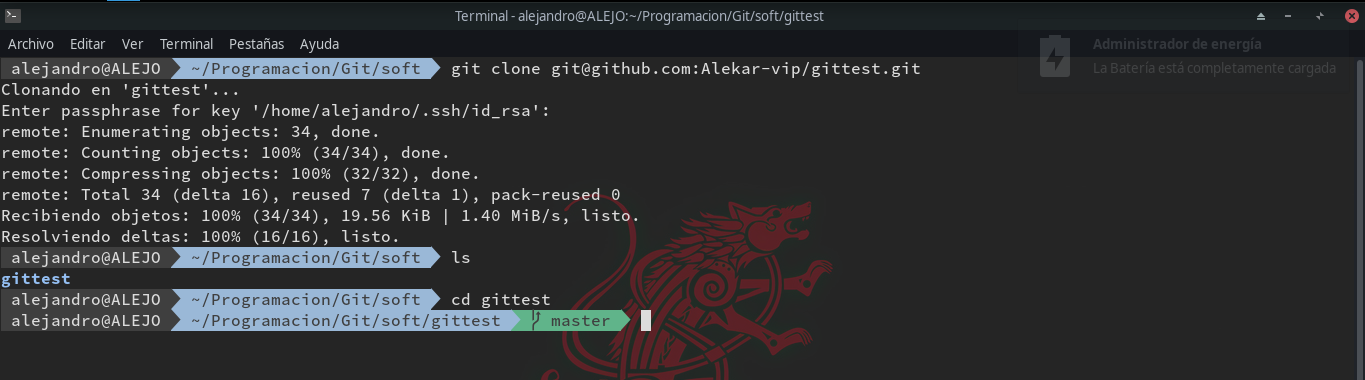 Terminal - alejandro@ALEJO:~/Programacion/Git/soft/gittest
Archivo Editar Ver Terminal Pestañas Ayuda
Administrador de energía
La Batería está completamente cargada
alejandro@ALEJO ~/Programacion/Git/soft git clone git@github.com:Alekar-vip/gittest.git
Clonando en 'gittest'...
Enter passphrase for key '/home/alejandro/.ssh/id_rsa':
remote: Enumerating objects: 34, done.
remote: Counting objects: 100% (34/34), done.
remote: Compressing objects: 100% (32/32), done.
remote: Total 34 (delta 16), reused 7 (delta 1), pack-reused 0
Recibiendo objetos: 100% (34/34), 19.56 KiB | 1.40 MiB/s, listo.
Resolviendo deltas: 100% (16/16), listo.
alejandro@ALEJO ~/Programacion/Git/soft ls
gittest
alejandro@ALEJO ~/Programacion/Git/soft cd gittest
alejandro@ALEJO ~/Programacion/Git/soft/gittest master